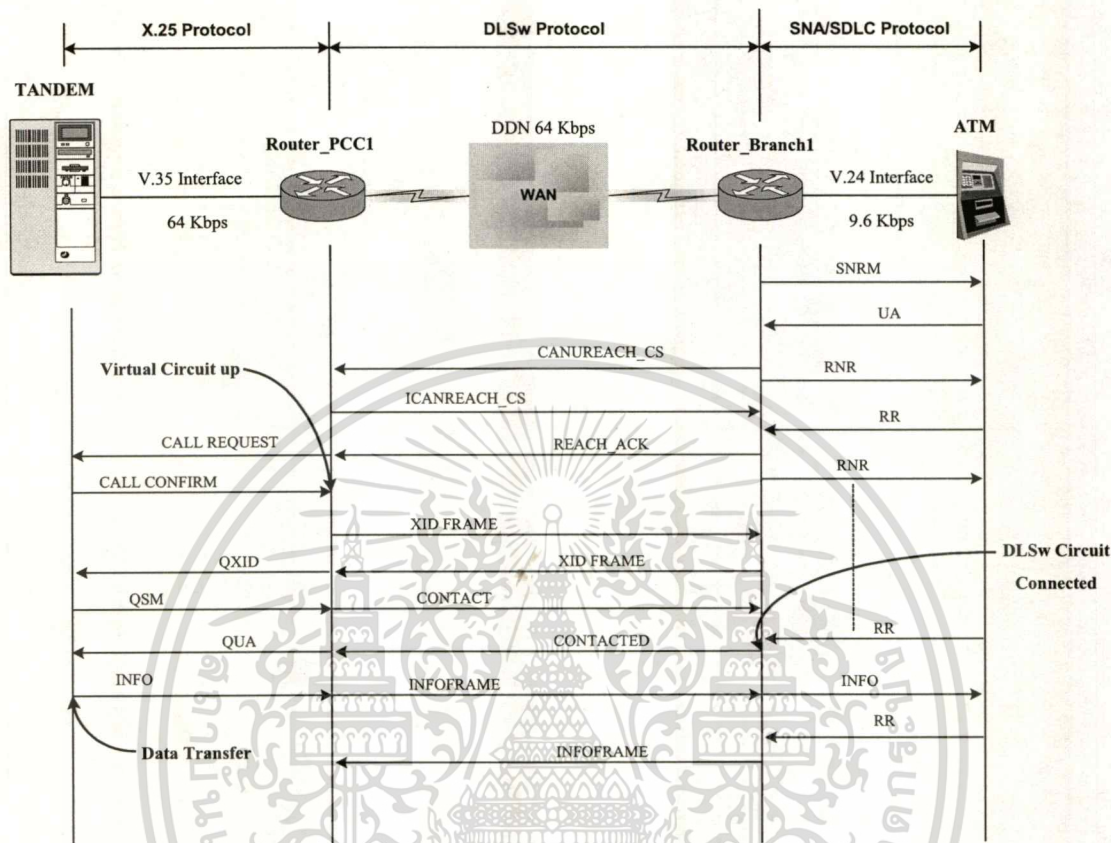 X.25 Protocol
DLSw Protocol
SNA/SDLC Protocol
TANDEM
Router_PCC1
DDN 64 Kbps
Router_Branch1
ATM
V.35 Interface
WAN
V.24 Interface
64 Kbps
9.6 Kbps
SNRM
UA
CANUREACH_CS
Virtual Circuit up
RNR
ICANREACH_CS
RR
CALL REQUEST
REACH_ACK
RNR
CALL CONFIRM
XID FRAME
DLSw Circuit
Connected
QXID
XID FRAME
QSM
CONTACT
RR
QUA
CONTACTED
INFO
INFOFRAME
INFO
RR
Data Transfer
INFOFRAME